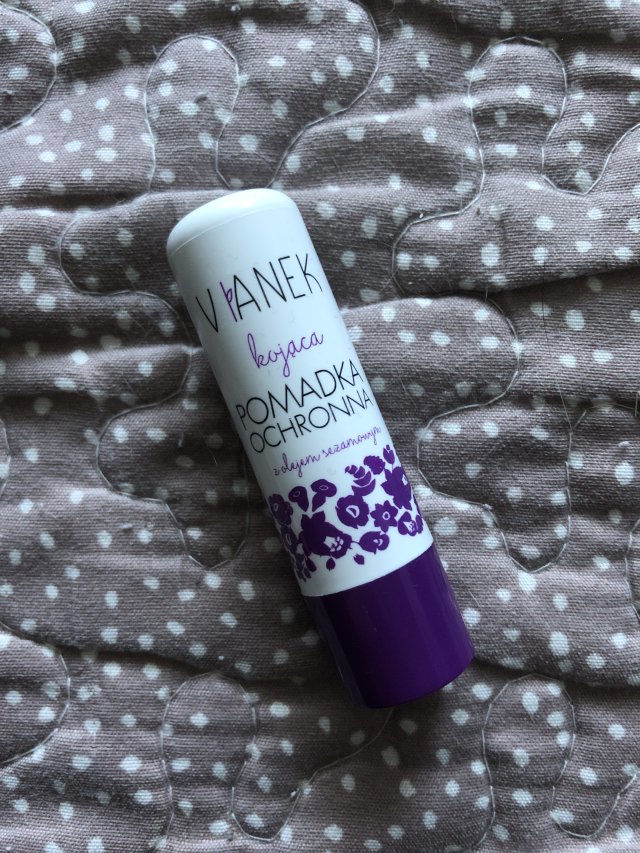 VIANEK
kojąca
POMADKA
OCHRONNA
z olejem sezamowym